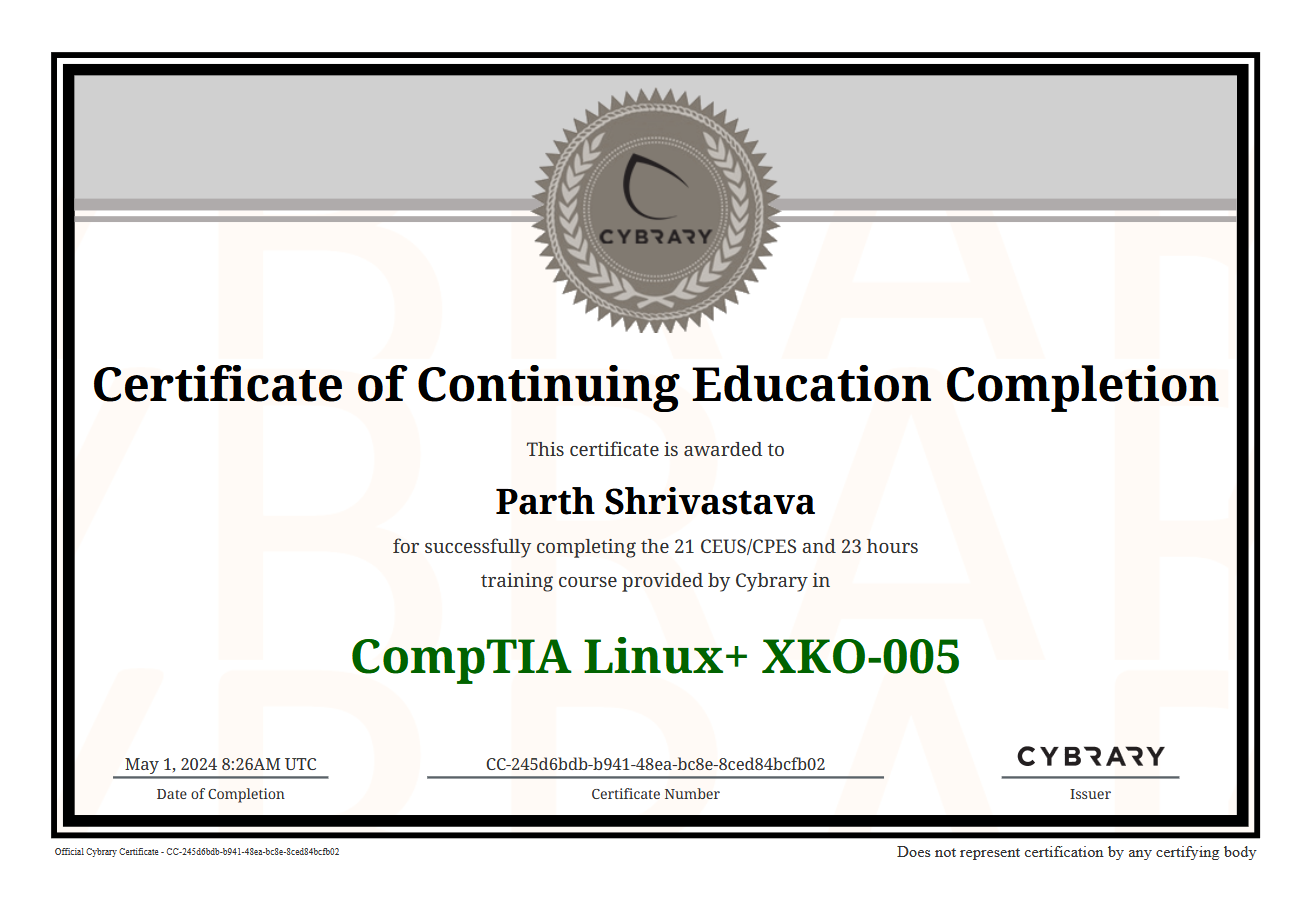 CYBRARY
Certificate of Continuing Education Completion
This certificate is awarded to
Parth Shrivastava
for successfully completing the 21 CEUS/CPES and 23 hours
training course provided by Cybrary in
CompTIA Linux+ XKO-005
May 1, 2024 8:26AM UTC
Date of Completion
CC-245d6bdb-b941-48ea-bc8e-8ced84bcfb02
Certificate Number
CYBRARY
Issuer
Official Cybrary Certificate - CC-245d6bdb-b941-48ea-bc8e-8ced84bcfb02
Does not represent certification by any certifying body